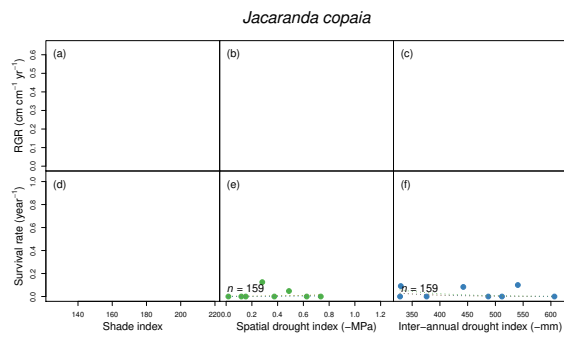 Jacaranda copaia
(a) (b) (c)
RGR (cm cm⁻¹ yr⁻¹)
0.0 0.1 0.2 0.3 0.4 0.5 0.6
(d) (e) (f)
Survival rate (year⁻¹)
0.0 0.2 0.4 0.6 0.8 1.0
n = 159 n = 159
140 160 180 200 220 0.0 0.2 0.4 0.6 0.8 1.0 1.2 350 400 450 500 550 600
Shade index Spatial drought index (−MPa) Inter−annual drought index (−mm)